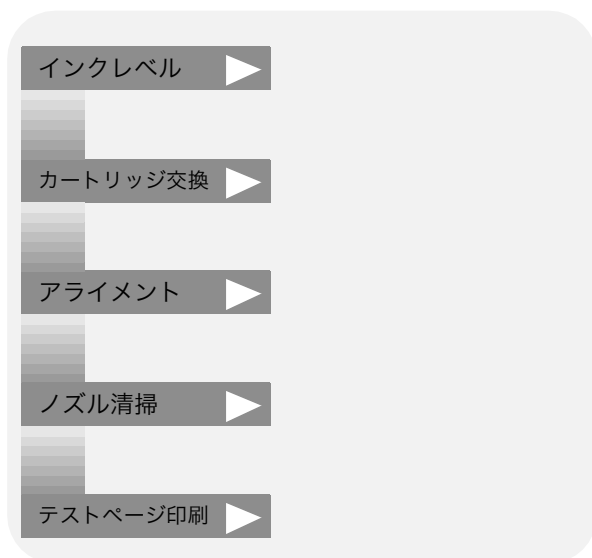 インクレベル
カートリッジ交換
アライメント
ノズル清掃
テストページ印刷